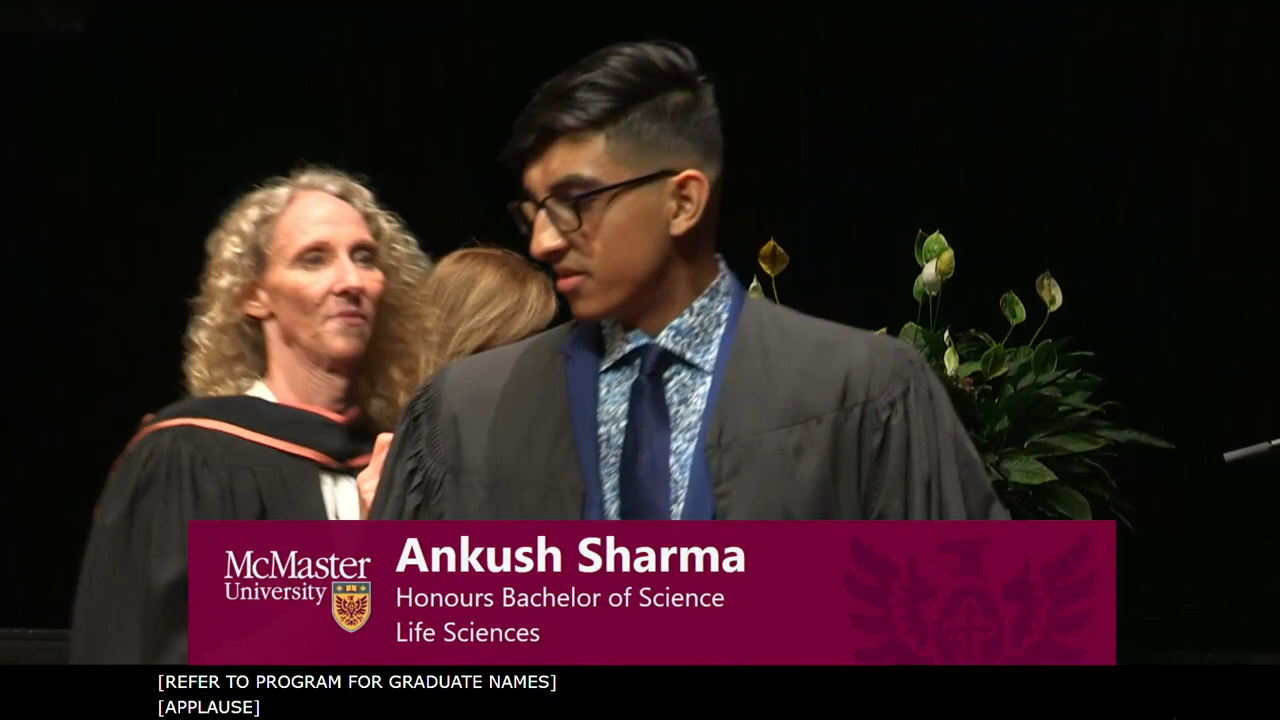 McMaster
University
Ankush Sharma
Honours Bachelor of Science
Life Sciences
[REFER TO PROGRAM FOR GRADUATE NAMES]
[APPLAUSE]